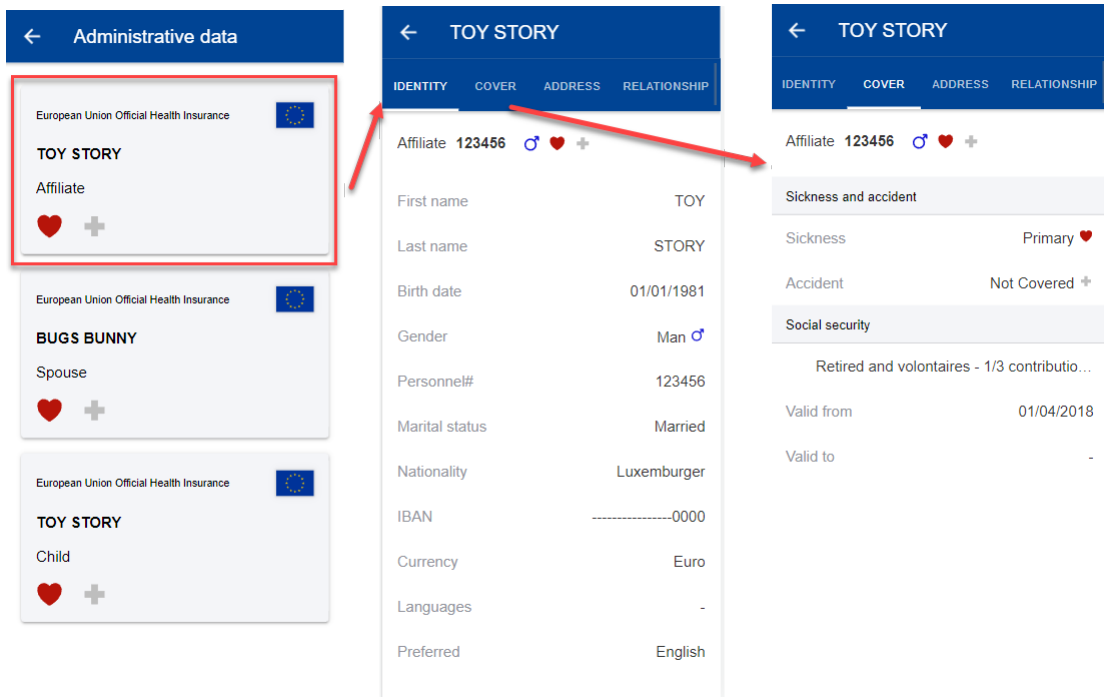 Administrative data
European Union Official Health Insurance
TOY STORY
Affiliate
European Union Official Health Insurance
BUGS BUNNY
Spouse
European Union Official Health Insurance
TOY STORY
Child
TOY STORY
IDENTITY COVER ADDRESS RELATIONSHIP
Affiliate 123456
First name TOY
Last name STORY
Birth date 01/01/1981
Gender Man
Personnel# 123456
Marital status Married
Nationality Luxemburger
IBAN ----------------0000
Currency Euro
Languages -
Preferred English
TOY STORY
IDENTITY COVER ADDRESS RELATIONSHIP
Affiliate 123456
Sickness and accident
Sickness Primary
Accident Not Covered
Social security
Retired and volontaires - 1/3 contributio...
Valid from 01/04/2018
Valid to -